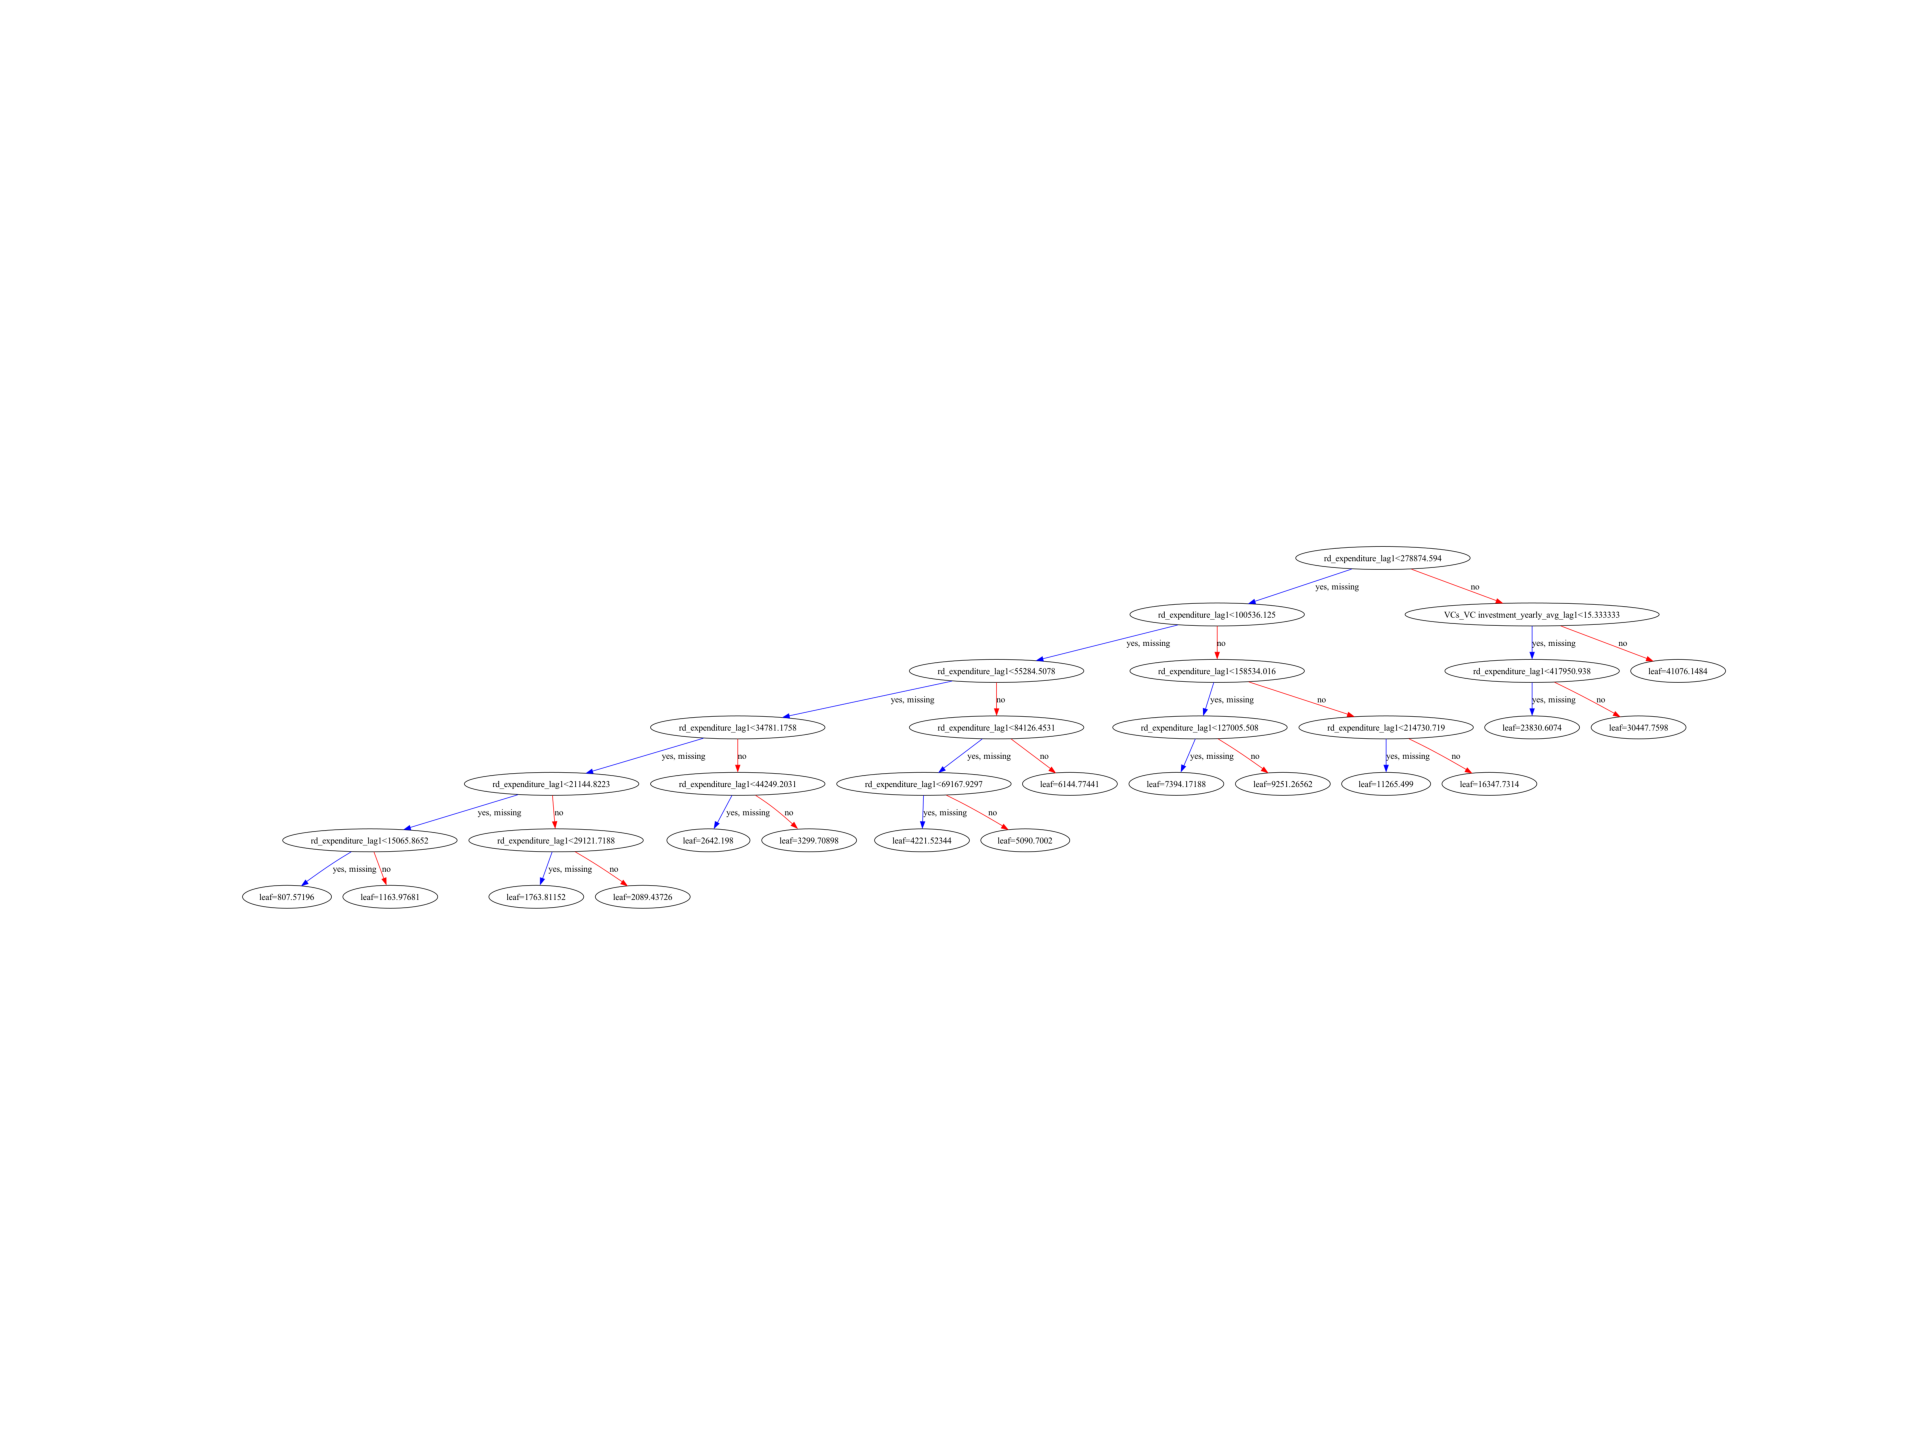 rd_expenditure_lag1<278874.594
yes, missing
no
rd_expenditure_lag1<100536.125
VCs_VC investment_yearly_avg_lag1<15.333333
yes, missing
no
yes, missing
no
rd_expenditure_lag1<55284.5078
rd_expenditure_lag1<158534.016
rd_expenditure_lag1<417950.938
leaf=41076.1484
yes, missing
no
yes, missing
no
yes, missing
no
rd_expenditure_lag1<34781.1758
rd_expenditure_lag1<84126.4531
rd_expenditure_lag1<127005.508
rd_expenditure_lag1<214730.719
leaf=23830.6074
leaf=30447.7598
yes, missing
no
yes, missing
no
yes, missing
no
yes, missing
no
rd_expenditure_lag1<21144.8223
rd_expenditure_lag1<44249.2031
rd_expenditure_lag1<69167.9297
leaf=6144.77441
leaf=7394.17188
leaf=9251.26562
leaf=11265.499
leaf=16347.7314
yes, missing
no
yes, missing
no
yes, missing
no
rd_expenditure_lag1<15065.8652
rd_expenditure_lag1<29121.7188
leaf=2642.198
leaf=3299.70898
leaf=4221.52344
leaf=5090.7002
yes, missing
no
yes, missing
no
leaf=807.57196
leaf=1163.97681
leaf=1763.81152
leaf=2089.43726